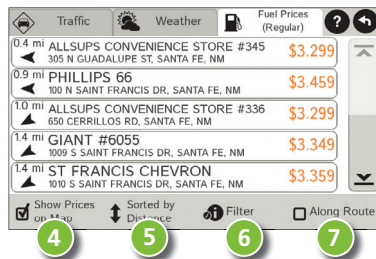 Traffic
Weather
Fuel Prices
(Regular)
?
0.4 mi ALLSUPS CONVENIENCE STORE #345 $3.299
305 N GUADALUPE ST, SANTA FE, NM
0.9 mi PHILLIPS 66 $3.459
100 N SAINT FRANCIS DR, SANTA FE, NM
1.0 mi ALLSUPS CONVENIENCE STORE #336 $3.299
650 CERRILLOS RD, SANTA FE, NM
1.4 mi GIANT #6055 $3.349
1009 S SAINT FRANCIS DR, SANTA FE, NM
1.4 mi ST FRANCIS CHEVRON $3.359
1010 S SAINT FRANCIS DR, SANTA FE, NM
Show Prices
on Map
Sorted by
Distance
Filter
Along Route
4
5
6
7